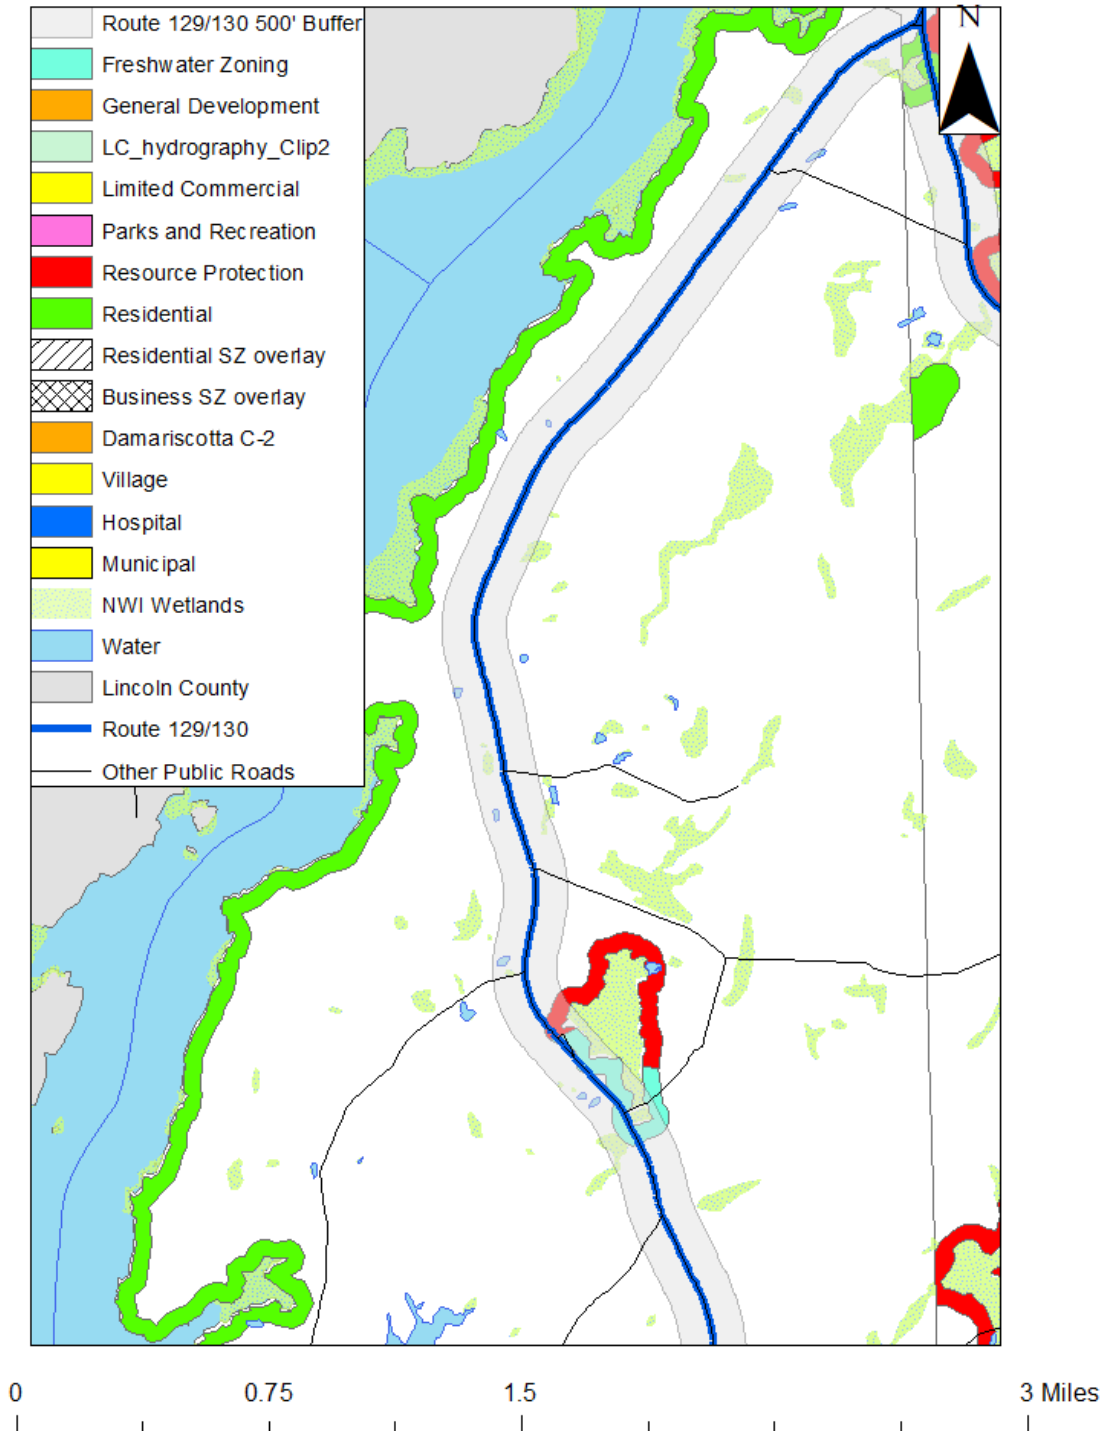 Route 129/130 500' Buffer
Freshwater Zoning
General Development
LC_hydrography_Clip2
Limited Commercial
Parks and Recreation
Resource Protection
Residential
Residential SZ overlay
Business SZ overlay
Damariscotta C-2
Village
Hospital
Municipal
NWI Wetlands
Water
Lincoln County
Route 129/130
Other Public Roads
N
0 0.75 1.5 3 Miles